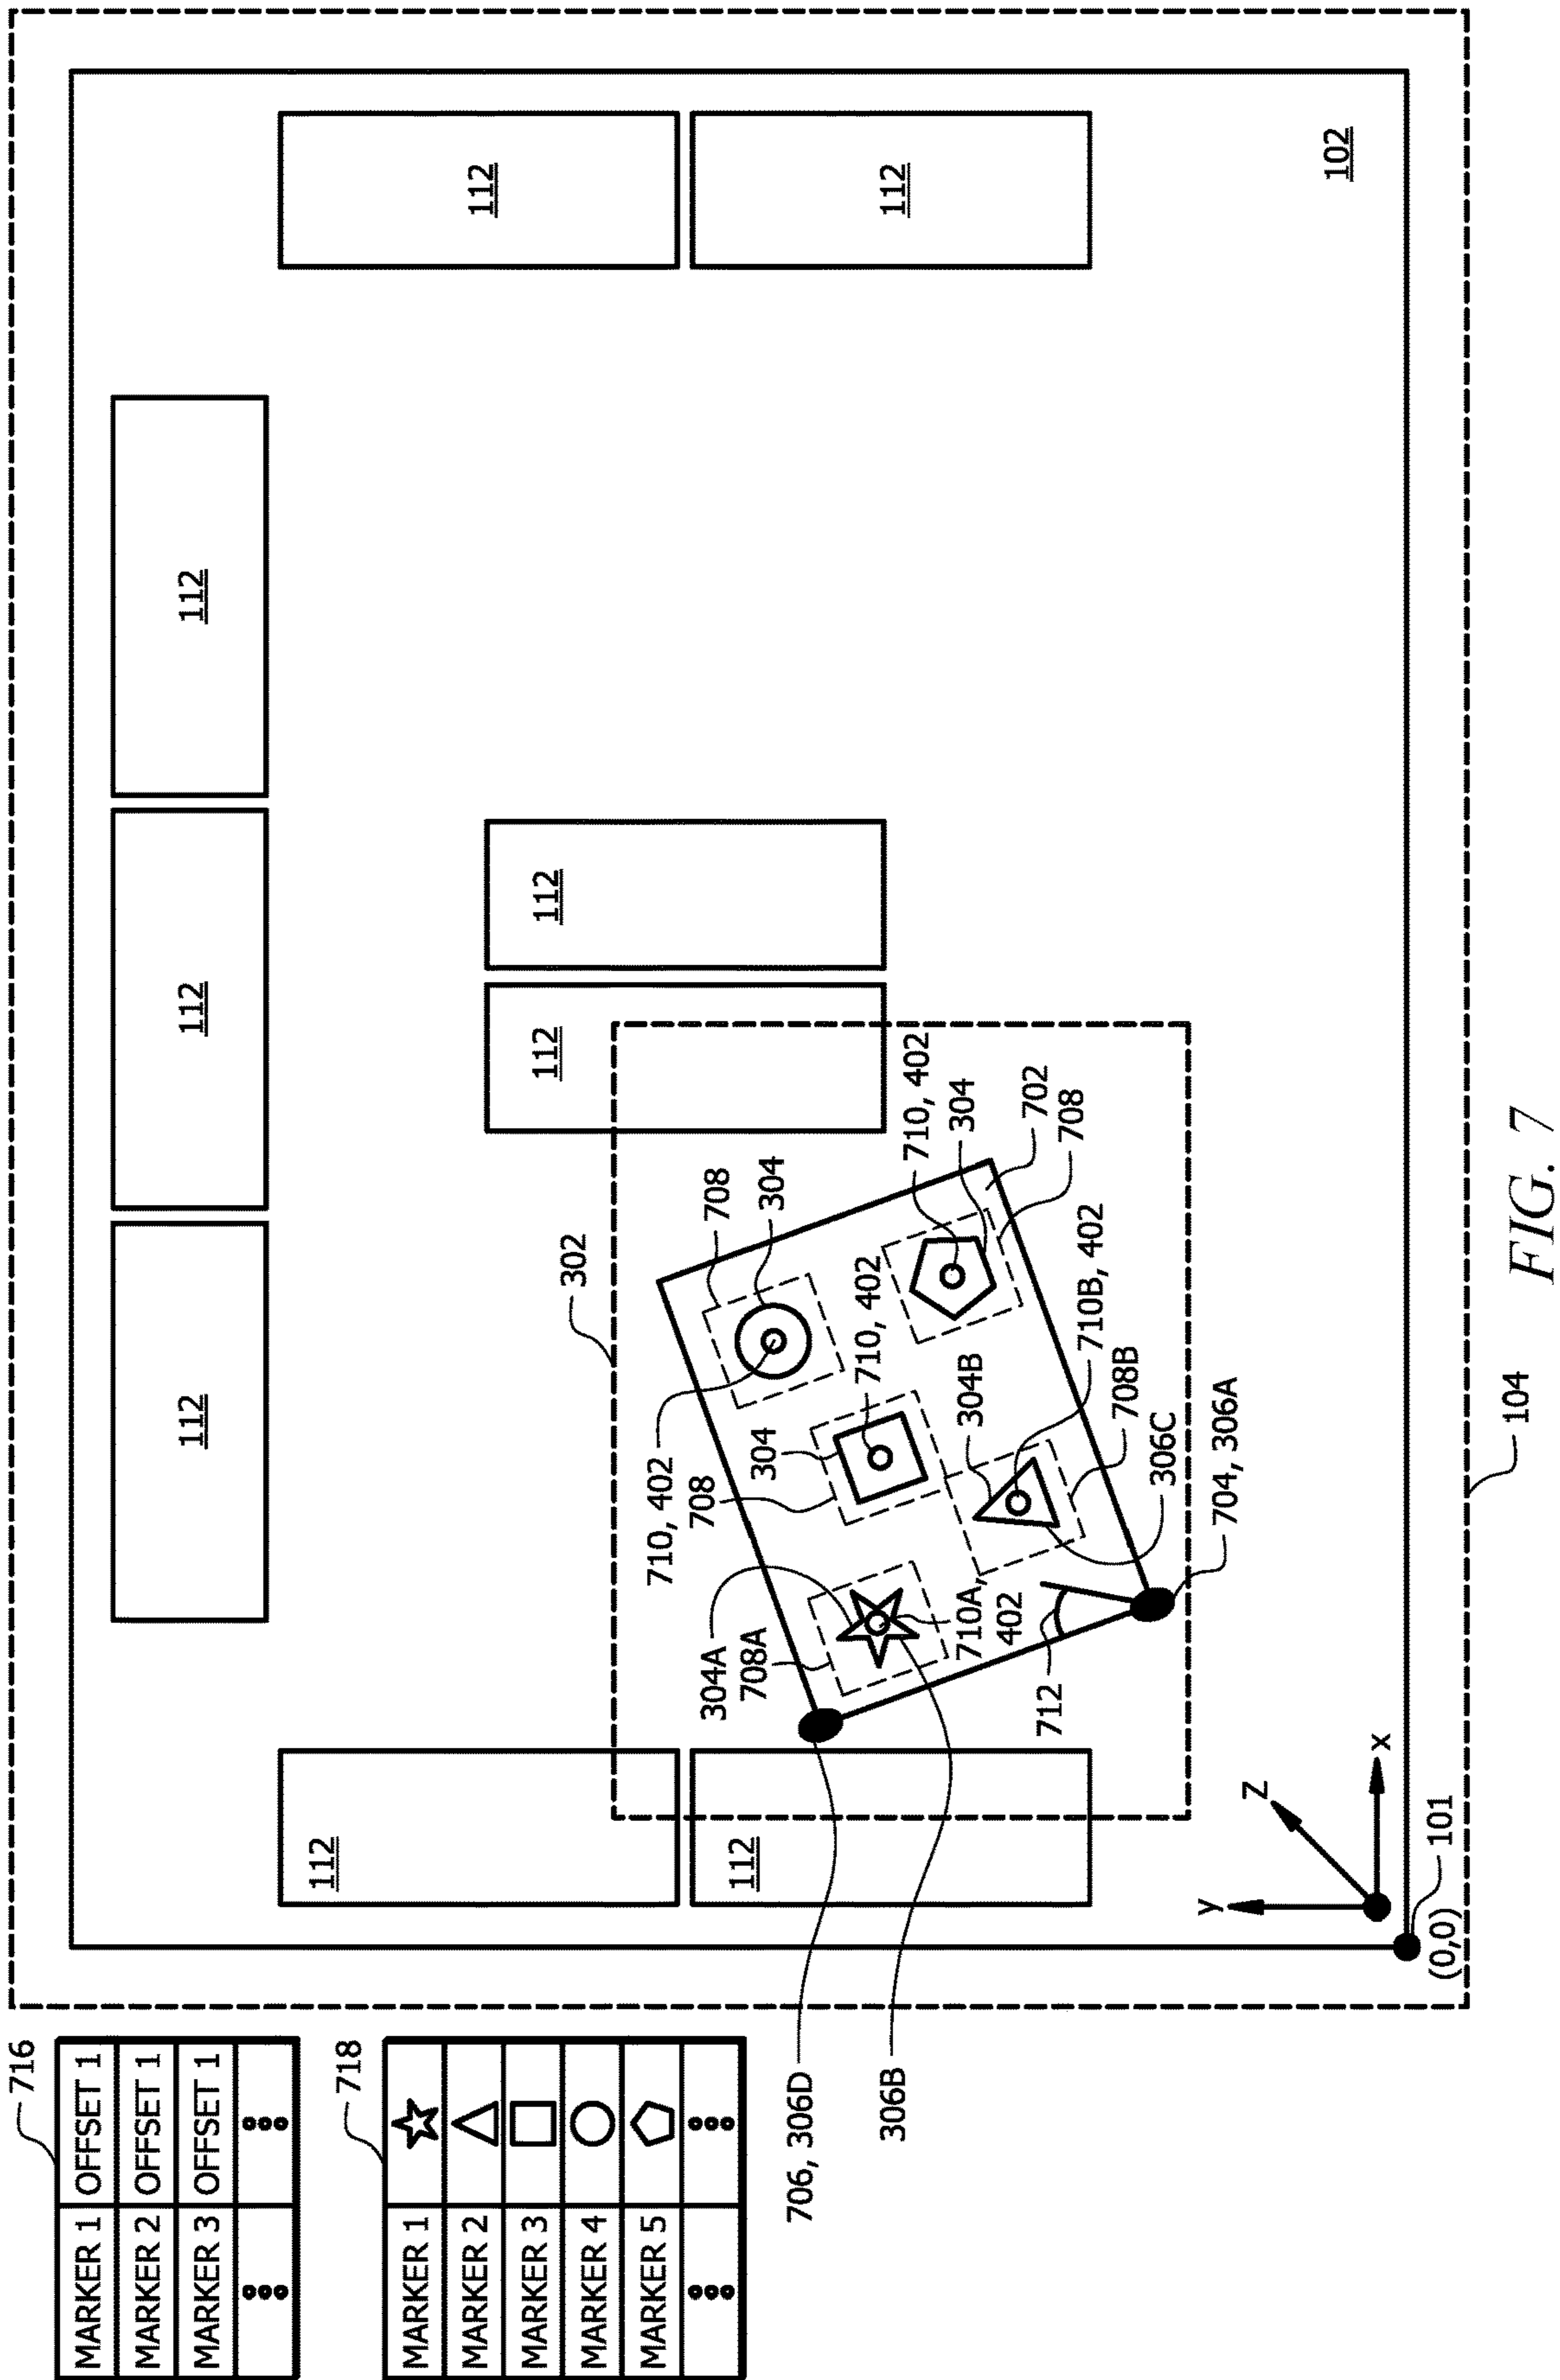 716
MARKER 1 OFFSET 1
MARKER 2 OFFSET 1
MARKER 3 OFFSET 1
718
MARKER 1
MARKER 2
MARKER 3
MARKER 4
MARKER 5
706, 306D
306B
112
112
112
112
112
112
112
112
112
302
710, 402
708
304
708
304
710, 402
710, 402
304
702
708
304A
708A
710A,
402
304B
710B, 402
708B
306C
704, 306A
712
y
Z
x
(0,0)
101
102
104
FIG. 7